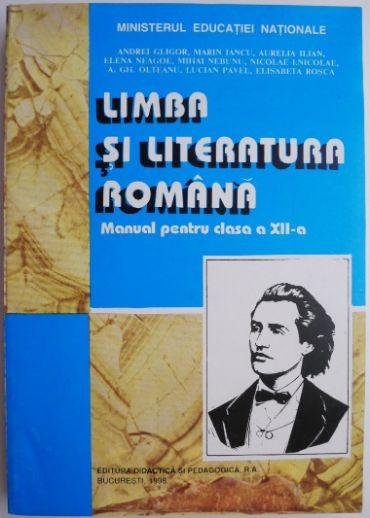 MINISTERUL EDUCAȚIEI NAȚIONALE
ANDREI GLIGOR, MARIN IANCU, AURELIA ILIAN,
ELENA NEAGOE, MIHAI NEBUNU, NICOLAE I.NICOLAE,
A. GH. OLTEANU, LUCIAN PAVEL, ELISABETA ROȘCA
LIMBA
ȘI LITERATURA
ROMÂNĂ
Manual pentru clasa a XII-a
EDITURA DIDACTICĂ ȘI PEDAGOGICĂ, R.A.
BUCUREȘTI, 1998